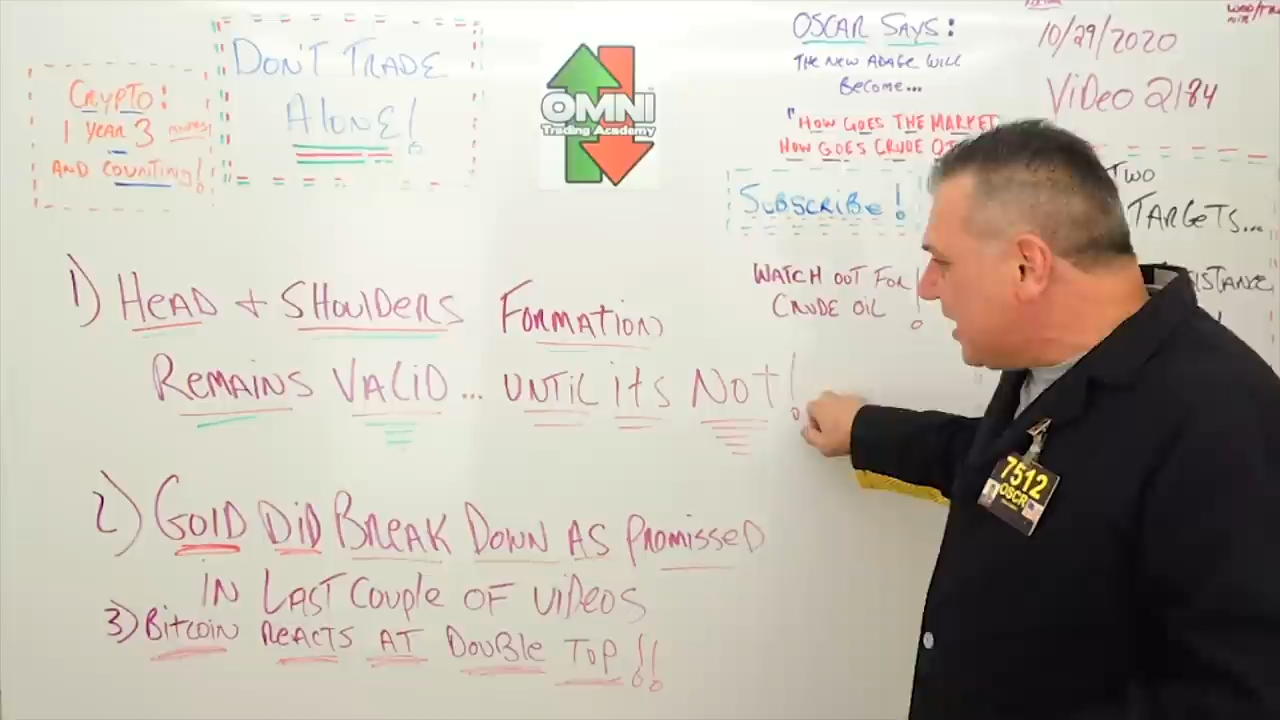 CRYPTO:
1 YEAR 3
AND COUNTING!
DON'T TRADE
ALONE!
OMNI
Trading Academy
OSCAR SAYS:
THE NEW ADAGE WILL
BECOME...
"HOW GOES THE MARKET
HOW GOES CRUDE
10/29/2020
VIDEO 2184
SUBSCRIBE!
TWO
TARGETS...
WATCH OUT FOR
CRUDE OIL !
1) HEAD + SHOULDERS FORMATION
REMAINS VALID... UNTIL ITS NOT!
2) GOLD DID BREAK DOWN AS PROMISSED
IN LAST COUPLE OF VIDEOS
3) BITCOIN REACTS AT DOUBLE TOP!!
7512
OSCR